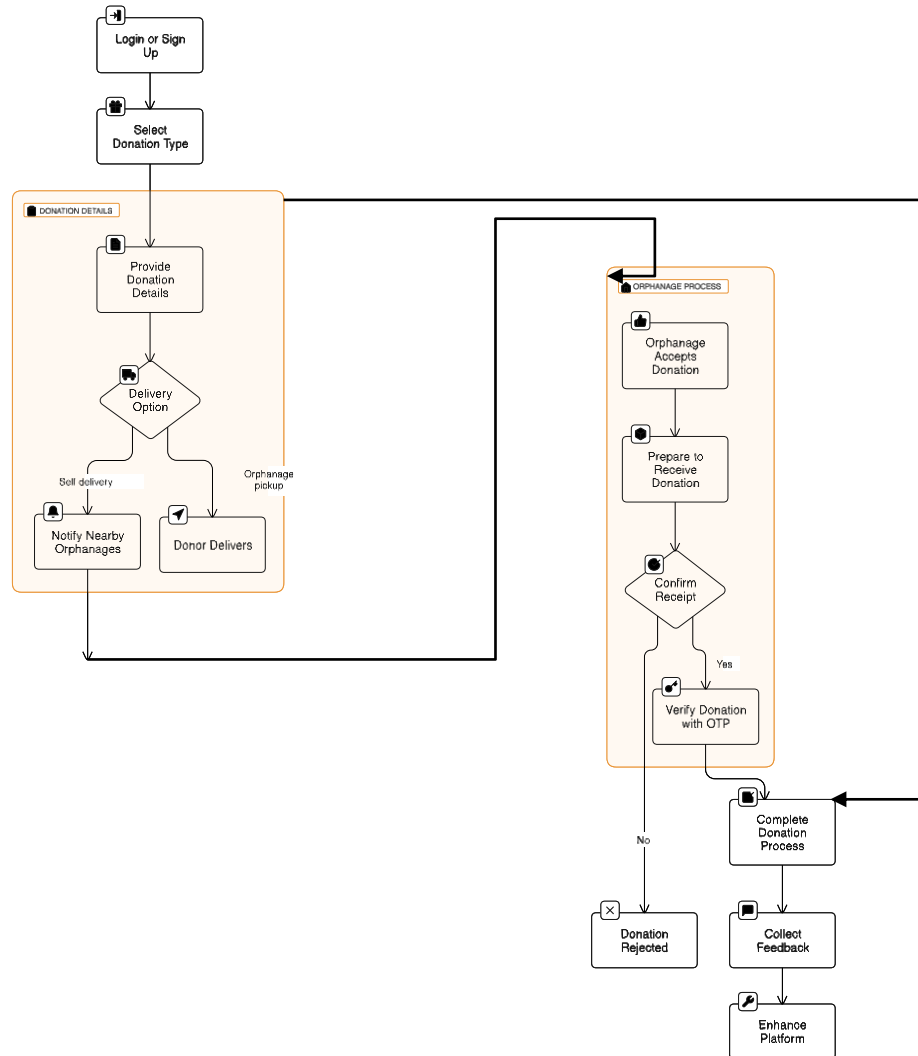 Login or Sign
Up
Select
Donation Type
DONATION DETAILS
Provide
Donation
Details
Delivery
Option
Sell delivery
Orphanage
pickup
Notify Nearby
Orphanages
Donor Delivers
ORPHANAGE PROCESS
Orphanage
Accepts
Donation
Prepare to
Receive
Donation
Confirm
Receipt
Yes
Verify Donation
with OTP
No
Complete
Donation
Process
Donation
Rejected
Collect
Feedback
Enhance
Platform